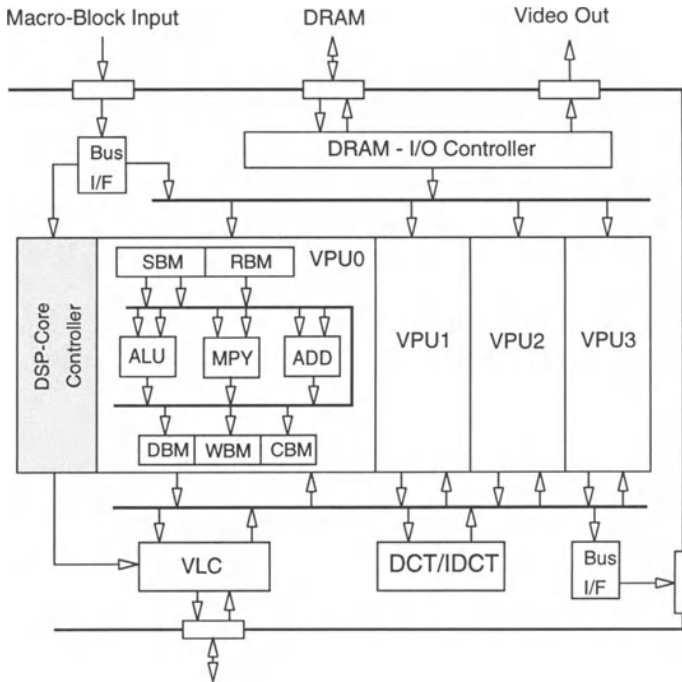 Macro-Block Input
DRAM
Video Out
Bus
I/F
DRAM - I/O Controller
DSP-Core
Controller
SBM
RBM
VPU0
ALU
MPY
ADD
DBM
WBM
CBM
VPU1
VPU2
VPU3
VLC
DCT/IDCT
Bus
I/F